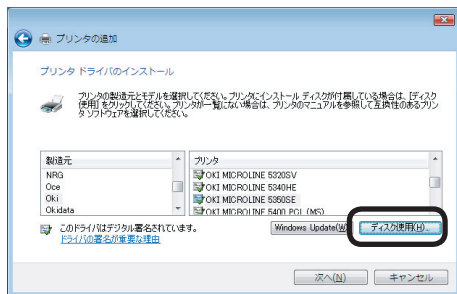 プリンタの追加
プリンタ ドライバのインストール
プリンタの製造元とモデルを選択してください。プリンタにインストール ディスクが付属している場合は、[ディスク
使用] をクリックしてください。プリンタが一覧にない場合は、プリンタのマニュアルを参照して互換性のあるプリン
タ ソフトウェアを選択してください。
製造元
NRG
Oce
Oki
Okidata
プリンタ
OKI MICROLINE 5320SV
OKI MICROLINE 5340HE
OKI MICROLINE 5350SE
OKI MICROLINE 5400 PCL (MS)
このドライバはデジタル署名されています。
ドライバの署名が重要な理由
Windows Update(W)
ディスク使用(H)...
次へ(N)
キャンセル